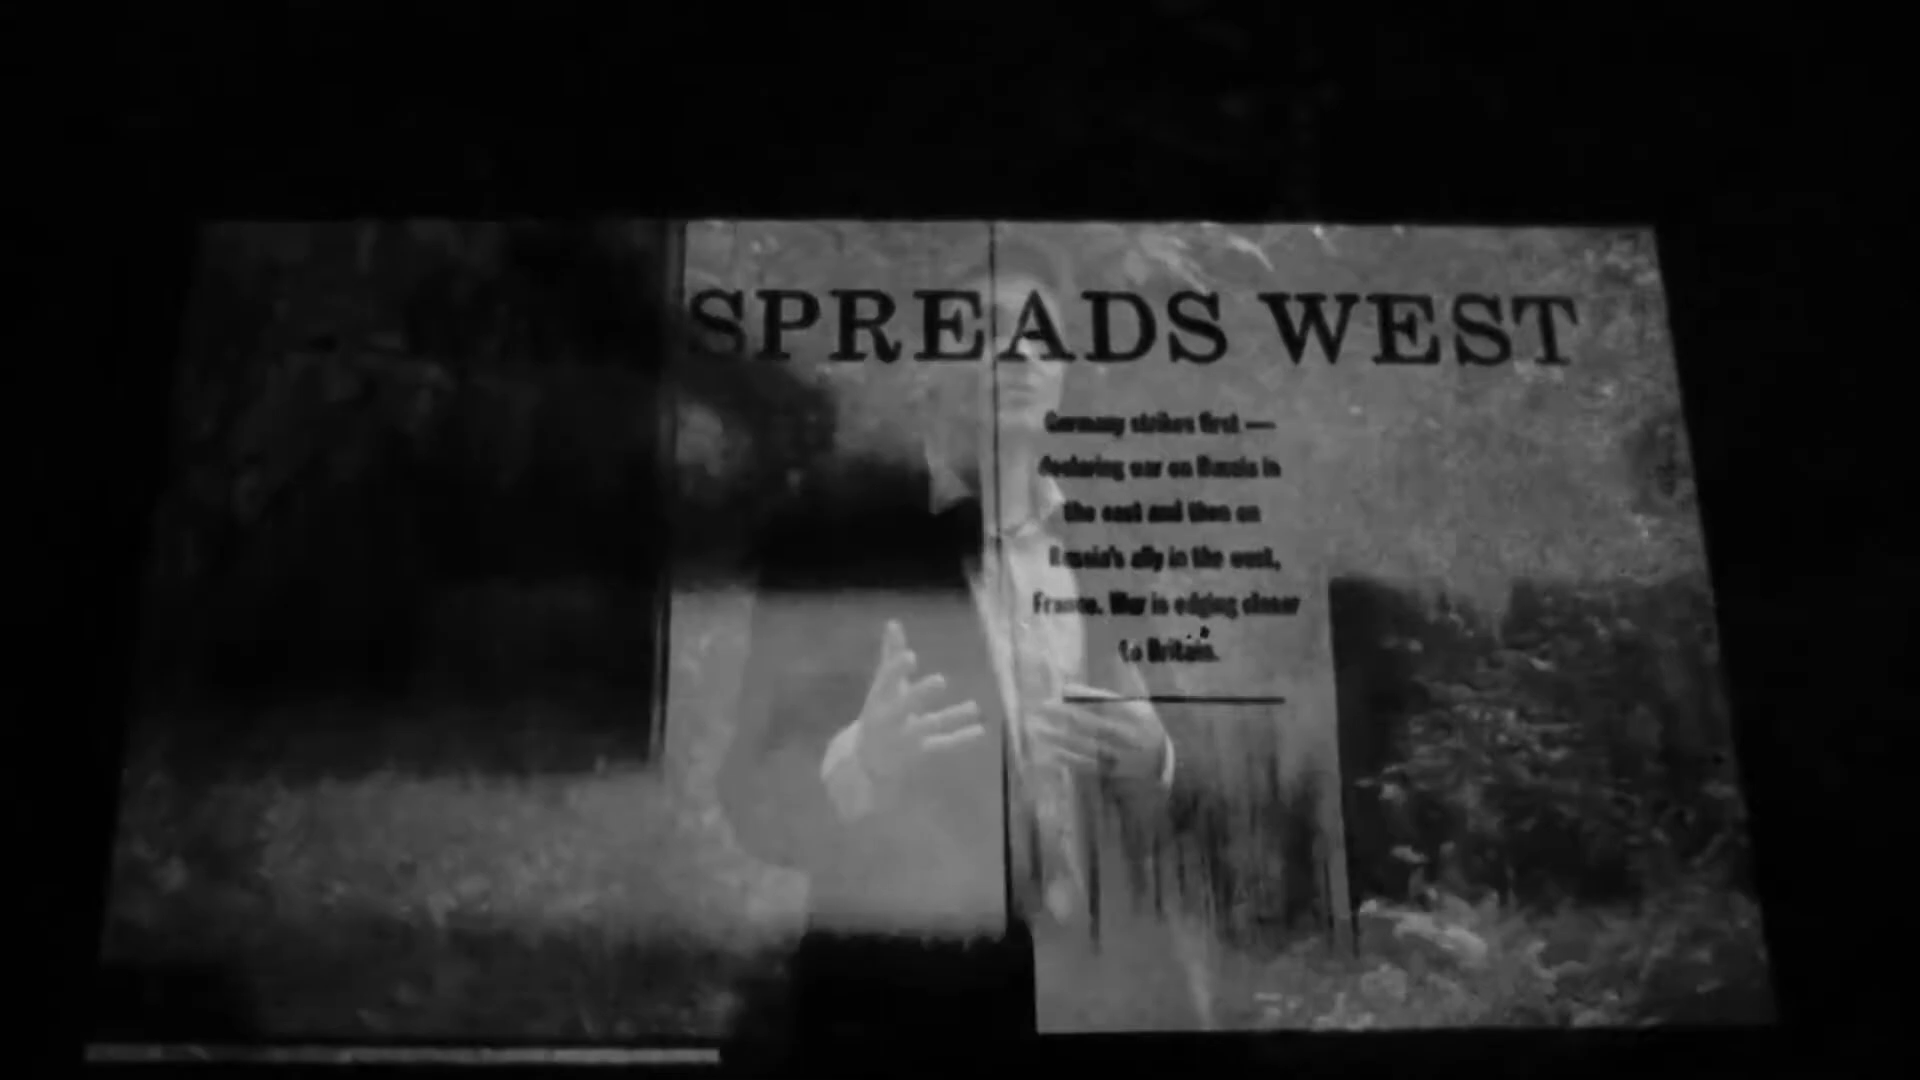 SPREADS WEST
Germany strikes first —
declaring war on Russia in
the east and then on
Russia's ally in the west,
France. War is edging closer
to Britain.